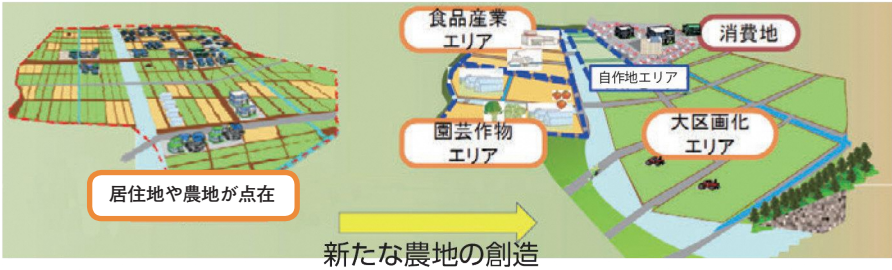 居住地や農地が点在
新たな農地の創造
食品産業
エリア
消費地
自作地エリア
園芸作物
エリア
大区画化
エリア